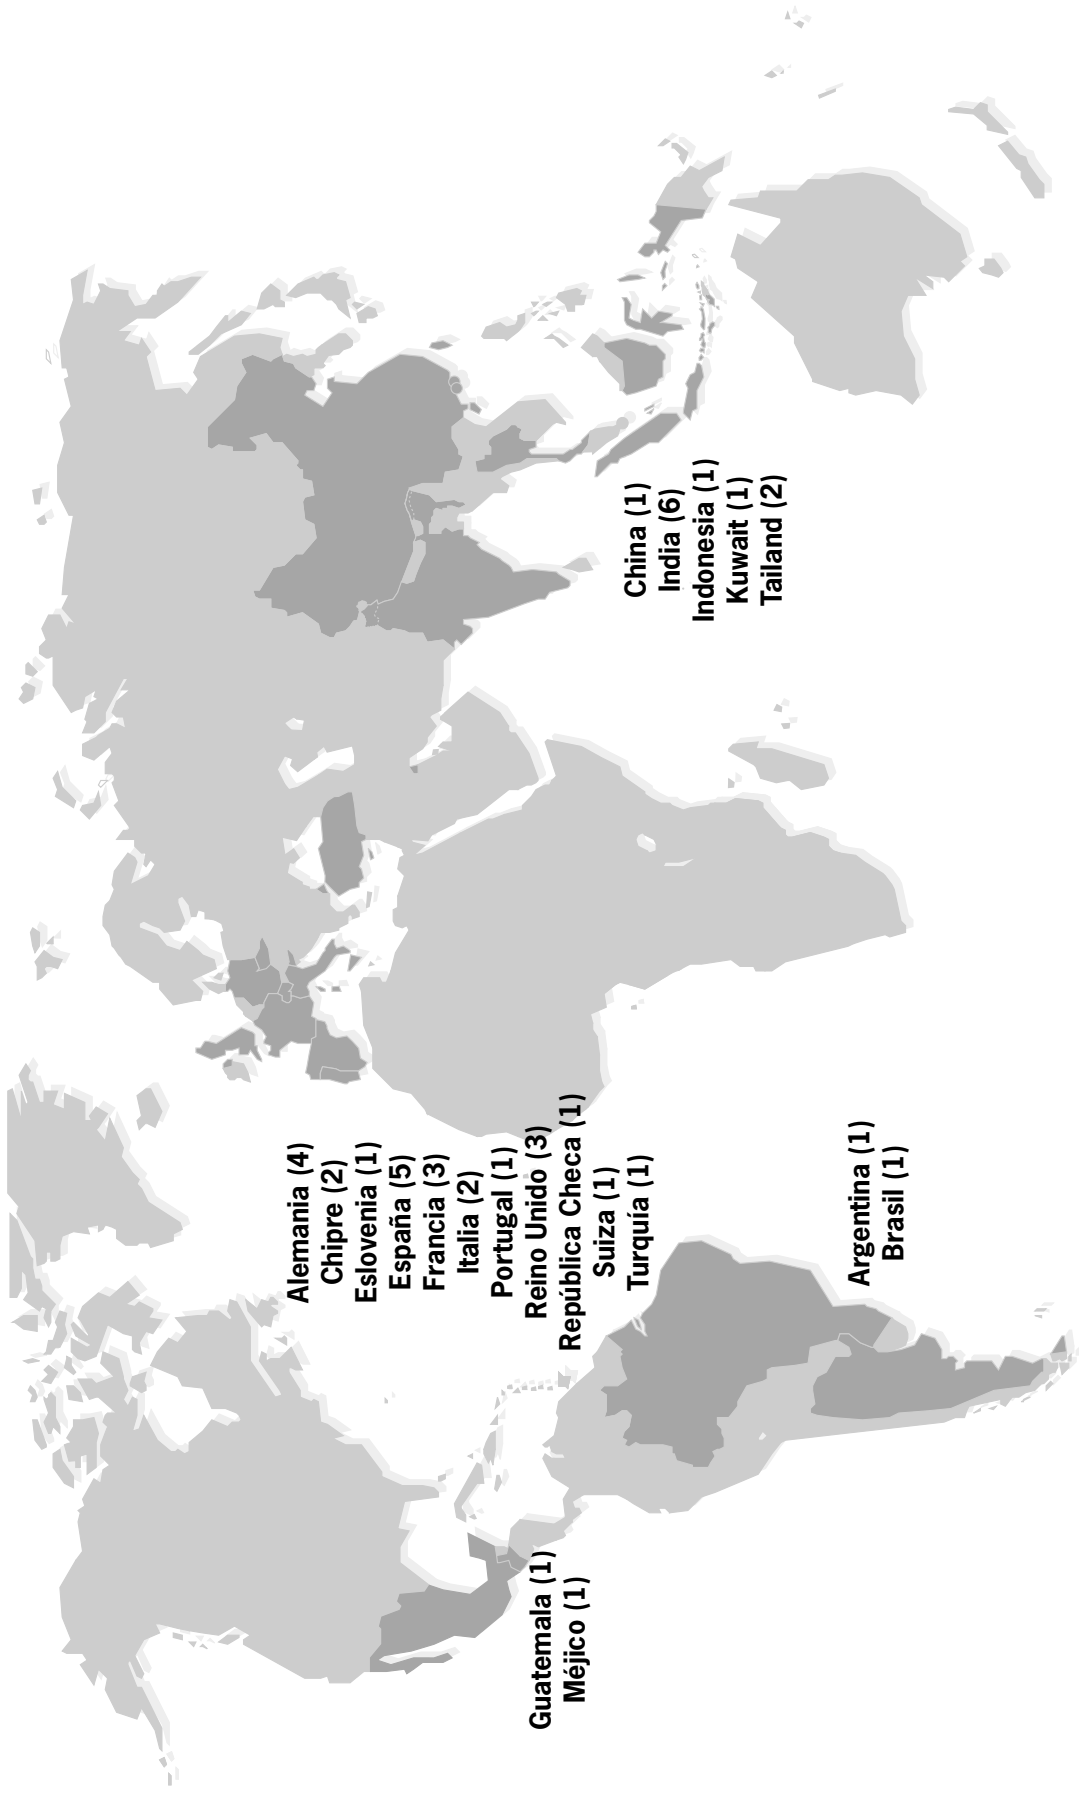 Guatemala (1)
Méjico (1)
Alemania (4)
Chipre (2)
Eslovenia (1)
España (5)
Francia (3)
Italia (2)
Portugal (1)
Reino Unido (3)
República Checa (1)
Suiza (1)
Turquía (1)
Argentina (1)
Brasil (1)
China (1)
India (6)
Indonesia (1)
Kuwait (1)
Tailand (2)